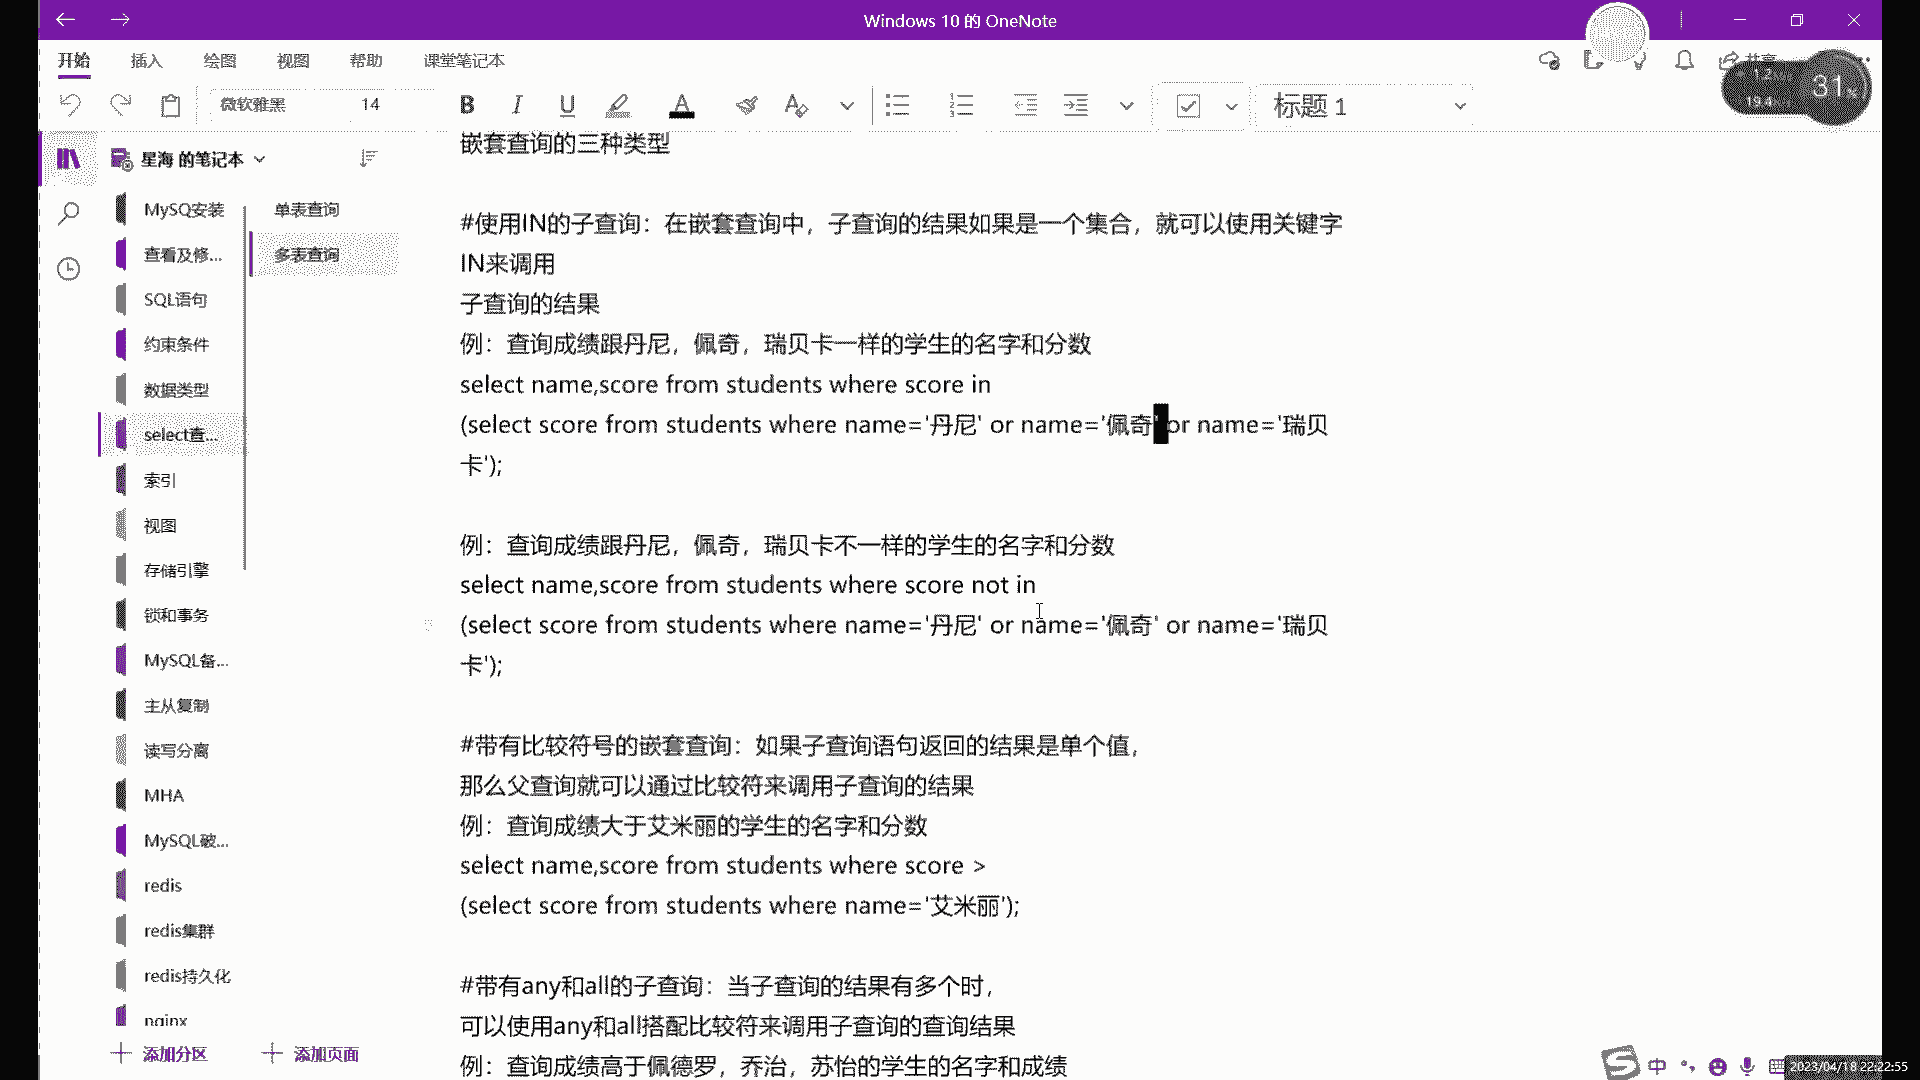 Windows 10 的 OneNote
开始 插入 绘图 视图 帮助 课堂笔记本 共享
微软雅黑 14 B I U A 标题 1
1.2
19.4
31%
星海 的笔记本
MySQ安装
查看及修...
SQL语句
约束条件
数据类型
select查...
索引
视图
存储引擎
锁和事务
MySQL备...
主从复制
读写分离
MHA
MySQL破...
redis
redis集群
redis持久化
nginx
添加分区
单表查询
多表查询
添加页面
嵌套查询的三种类型
#使用IN的子查询：在嵌套查询中，子查询的结果如果是一个集合，就可以使用关键字
IN来调用
子查询的结果
例：查询成绩跟丹尼，佩奇，瑞贝卡一样的学生的名字和分数
select name,score from students where score in
(select score from students where name='丹尼' or name='佩奇' or name='瑞贝
卡');
例：查询成绩跟丹尼，佩奇，瑞贝卡不一样的学生的名字和分数
select name,score from students where score not in
(select score from students where name='丹尼' or name='佩奇' or name='瑞贝
卡');
#带有比较符号的嵌套查询：如果子查询语句返回的结果是单个值，
那么父查询就可以通过比较符来调用子查询的结果
例：查询成绩大于艾米丽的学生的名字和分数
select name,score from students where score >
(select score from students where name='艾米丽');
#带有any和all的子查询：当子查询的结果有多个时，
可以使用any和all搭配比较符来调用子查询的查询结果
例：查询成绩高于佩德罗，乔治，苏怡的学生的名字和成绩
中
2023/04/18 22:22:55